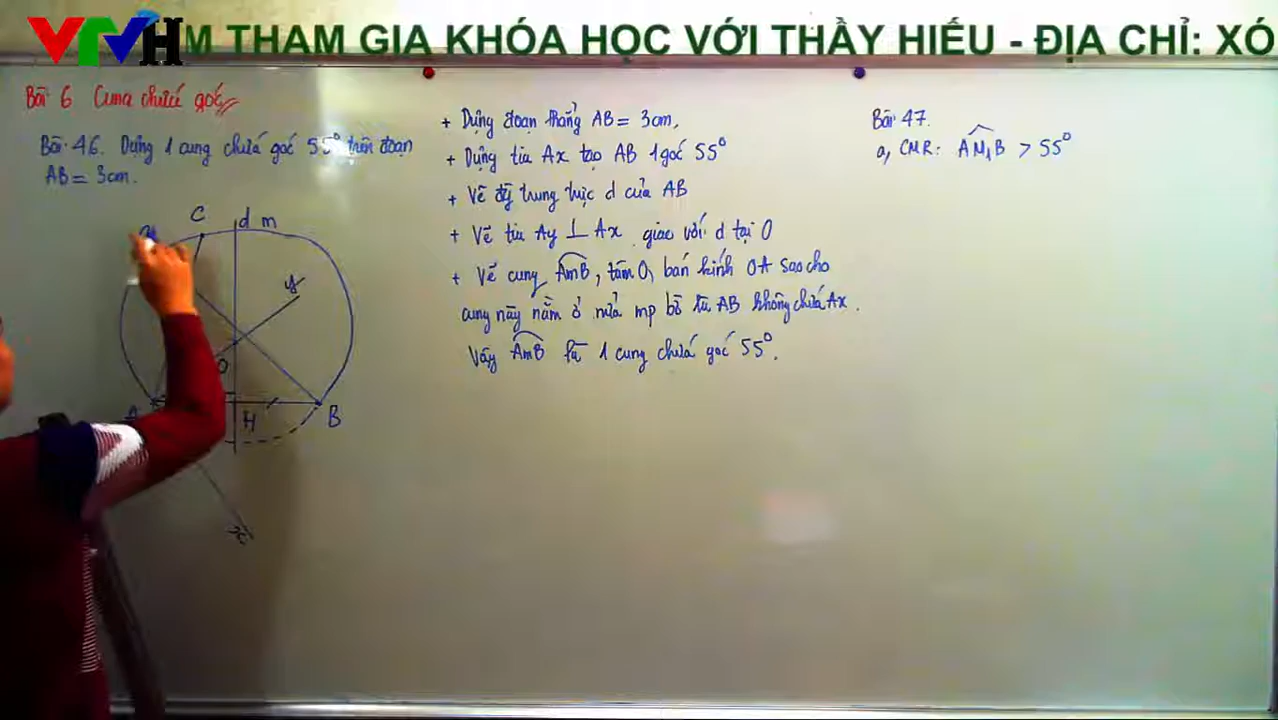 VTVH
M THAM GIA KHÓA HỌC VỚI THẦY HIẾU - ĐỊA CHỈ: XÓ
Bài 6 Cung chứa góc
Bài 46. Dựng 1 cung chứa góc 55° trên đoạn
AB = 3cm.
C d m
y
O
A H B
x
+ Dựng đoạn thẳng AB = 3cm,
+ Dựng tia Ax tạo AB 1 góc 55°
+ Vẽ đg trung trực d của AB
+ Vẽ tia Ay ⊥ Ax giao với d tại O
+ Vẽ cung AmB, tâm O, bán kính OA sao cho
cung này nằm ở nửa mp bờ là AB không chứa Ax.
Vậy AmB là 1 cung chứa góc 55°.
Bài 47.
a, CMR: AM₁B > 55°